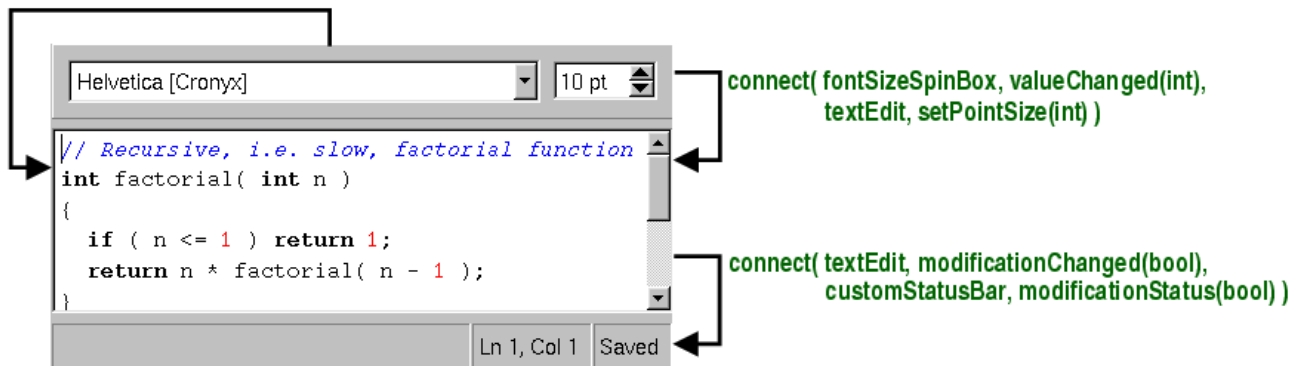 Helvetica [Cronyx]
10 pt
connect( fontSizeSpinBox, valueChanged(int),
textEdit, setPointSize(int) )
// Recursive, i.e. slow, factorial function
int factorial( int n )
{
if ( n <= 1 ) return 1;
return n * factorial( n - 1 );
}
connect( textEdit, modificationChanged(bool),
customStatusBar, modificationStatus(bool) )
Ln 1, Col 1
Saved